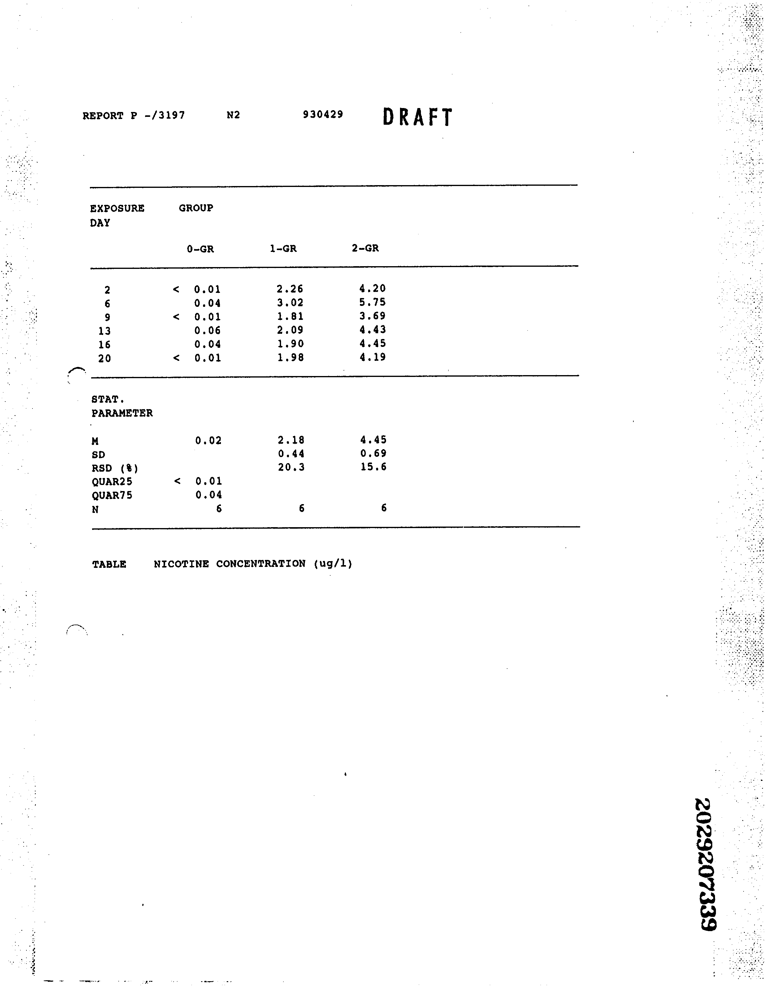 REPORT P -/3197 N2 930429 DRAFT
EXPOSURE GROUP
DAY
0-GR 1-GR 2-GR
2 < 0.01 2.26 4.20
6 0.04 3.02 5.75
9 < 0.01 1.81 3.69
13 0.06 2.09 4.43
16 0.04 1.90 4.45
20 < 0.01 1.98 4.19
STAT.
PARAMETER
M 0.02 2.18 4.45
SD 0.44 0.69
RSD (%) 20.3 15.6
QUAR25 < 0.01
QUAR75 0.04
N 6 6 6
TABLE NICOTINE CONCENTRATION (ug/l)
2029207339